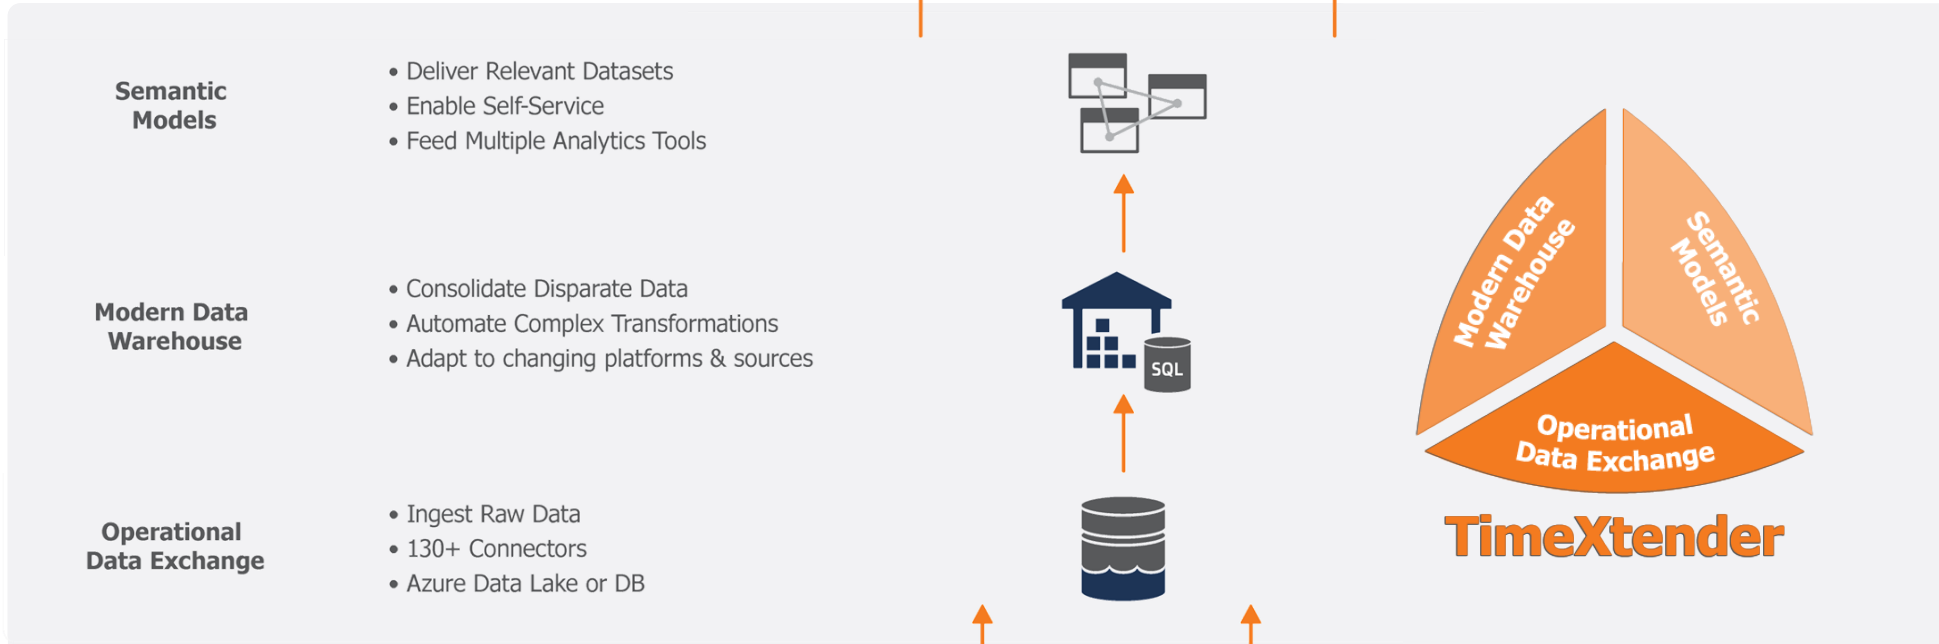 Semantic
Models
• Deliver Relevant Datasets
• Enable Self-Service
• Feed Multiple Analytics Tools
Modern Data
Warehouse
• Consolidate Disparate Data
• Automate Complex Transformations
• Adapt to changing platforms & sources
SQL
Operational
Data Exchange
• Ingest Raw Data
• 130+ Connectors
• Azure Data Lake or DB
Modern Data
Warehouse
Semantic
Models
Operational
Data Exchange
TimeXtender